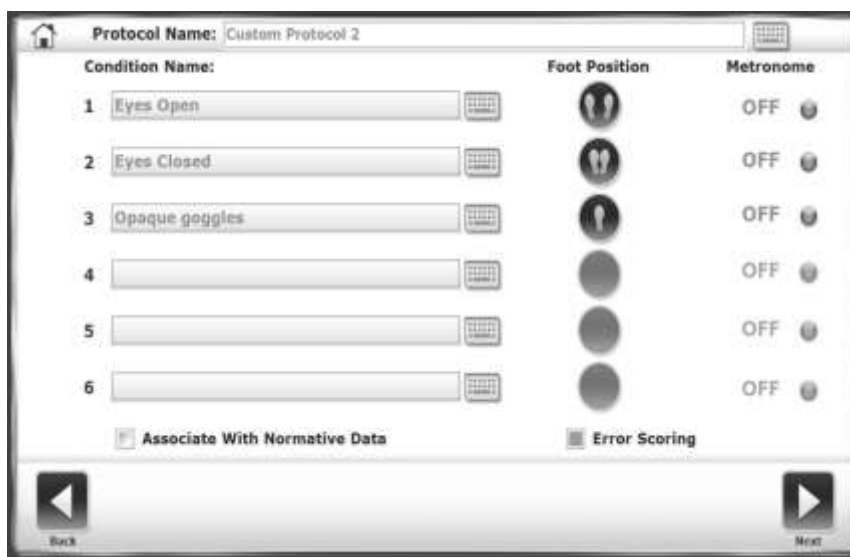 Protocol Name: Custom Protocol 2
Condition Name: Foot Position Metronome
1 Eyes Open OFF
2 Eyes Closed OFF
3 Opaque goggles OFF
4 OFF
5 OFF
6 OFF
Associate With Normative Data Error Scoring
Back Next